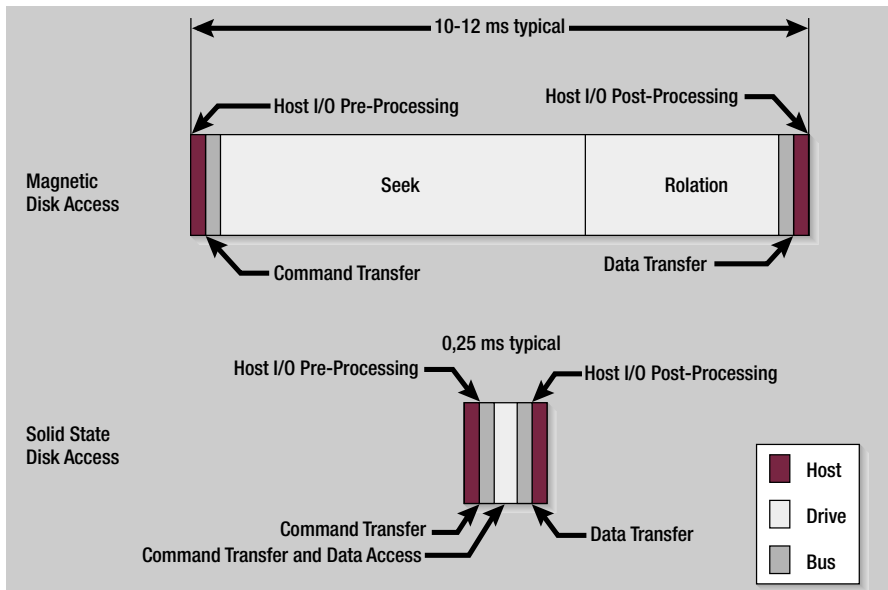 10-12 ms typical
Host I/O Pre-Processing
Host I/O Post-Processing
Magnetic
Disk Access
Seek
Rolation
Command Transfer
Data Transfer
0,25 ms typical
Host I/O Pre-Processing
Host I/O Post-Processing
Solid State
Disk Access
Command Transfer
Command Transfer and Data Access
Data Transfer
Host
Drive
Bus